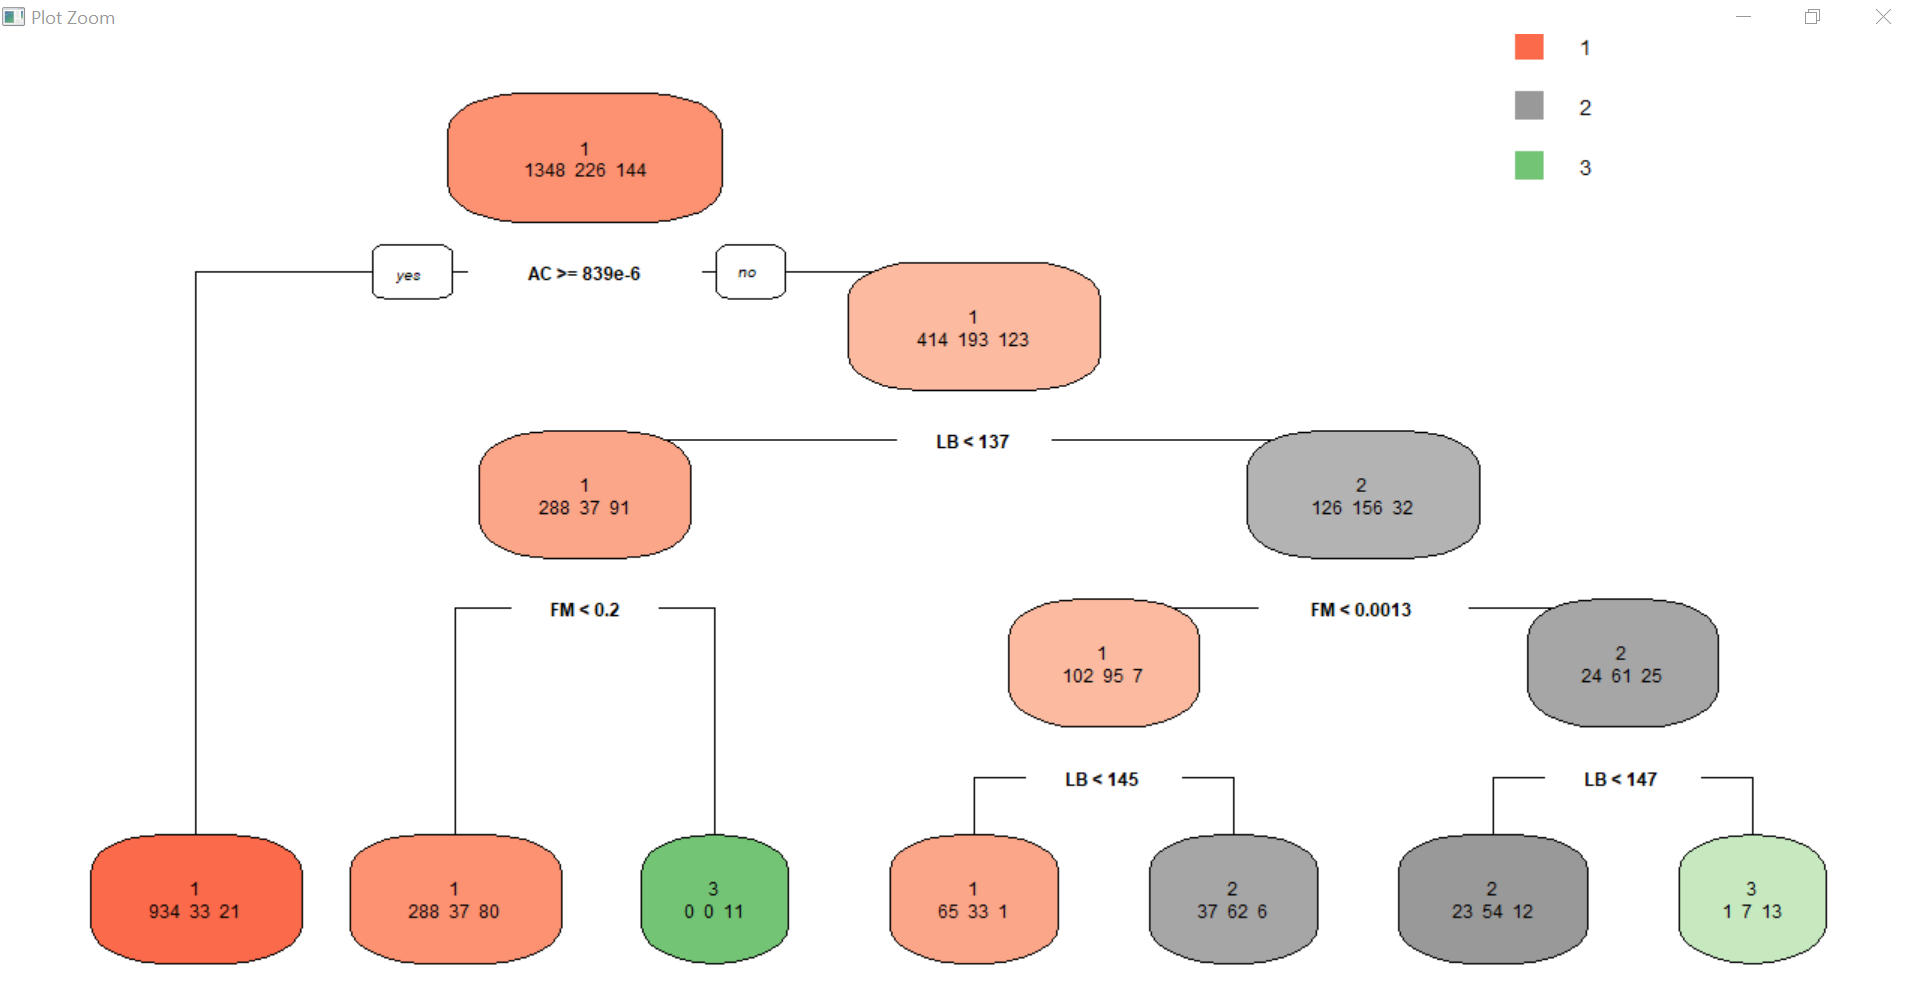 Plot Zoom
1
2
3
1
1348 226 144
yes
AC >= 839e-6
no
1
414 193 123
LB < 137
1
288 37 91
2
126 156 32
FM < 0.2
FM < 0.0013
1
102 95 7
2
24 61 25
LB < 145
LB < 147
1
934 33 21
1
288 37 80
3
0 0 11
1
65 33 1
2
37 62 6
2
23 54 12
3
1 7 13